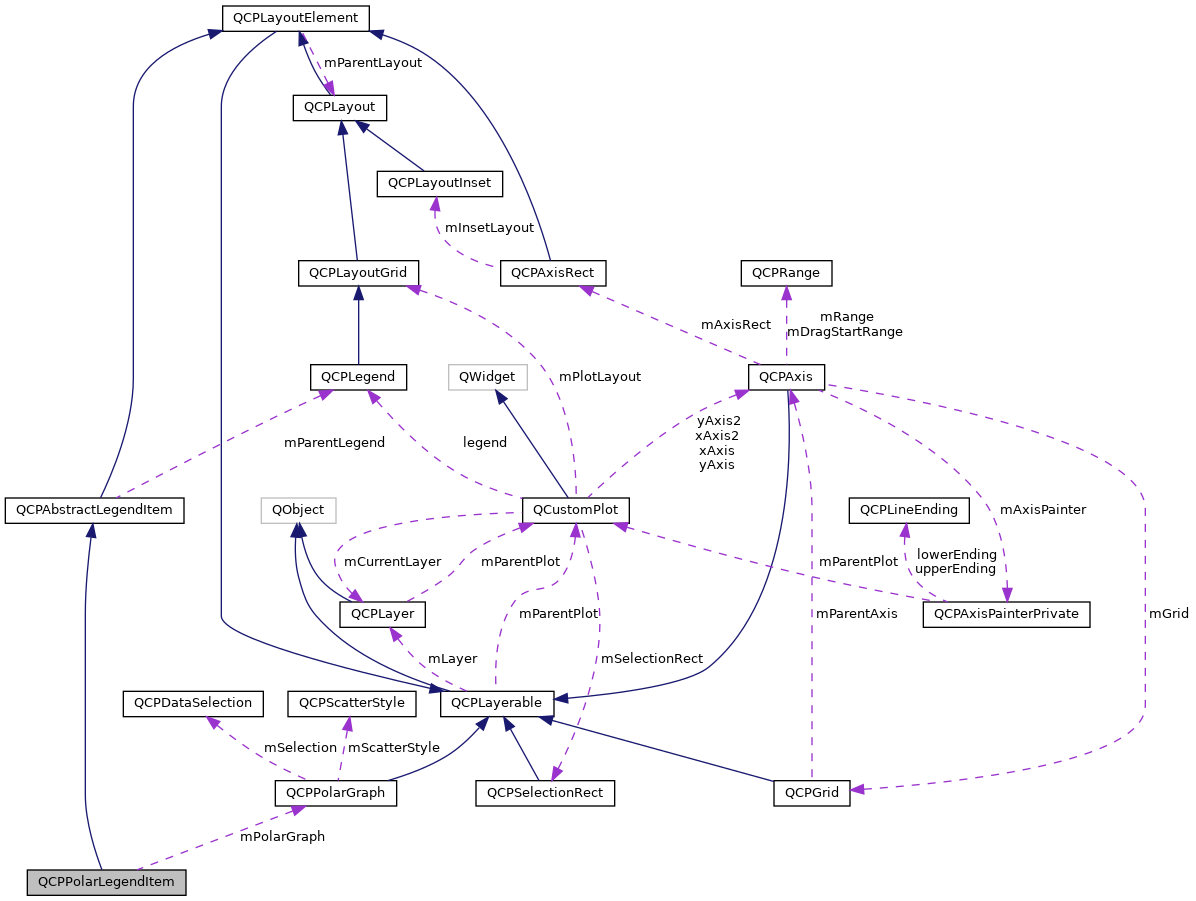 QCPLayoutElement
mParentLayout
QCPLayout
QCPLayoutInset
mInsetLayout
QCPLayoutGrid
QCPAxisRect
QCPRange
mRange
mDragStartRange
mAxisRect
QCPLegend
QWidget
mPlotLayout
QCPAxis
mParentLegend
legend
yAxis2
xAxis2
xAxis
yAxis
QCPAbstractLegendItem
QObject
QCustomPlot
QCPLineEnding
mAxisPainter
mCurrentLayer
mParentPlot
mParentPlot
lowerEnding
upperEnding
QCPLayer
mParentPlot
mParentAxis
QCPAxisPainterPrivate
mGrid
mLayer
mSelectionRect
QCPDataSelection
QCPScatterStyle
QCPLayerable
mSelection
mScatterStyle
QCPPolarGraph
QCPSelectionRect
QCPGrid
mPolarGraph
QCPPolarLegendItem